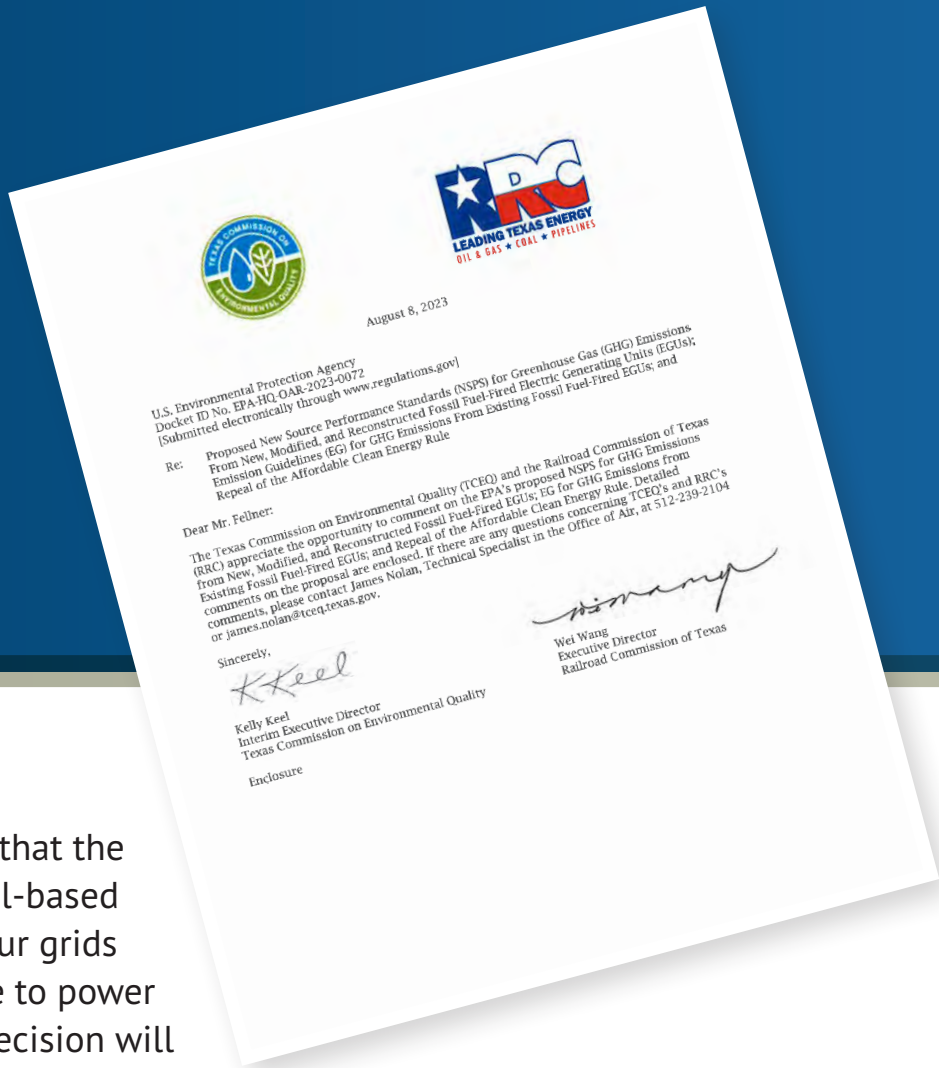 TEXAS COMMISSION ON
ENVIRONMENTAL QUALITY
RRC
LEADING TEXAS ENERGY
OIL & GAS ★ COAL ★ PIPELINES
August 8, 2023
U.S. Environmental Protection Agency
Docket ID No. EPA-HQ-OAR-2023-0072
[Submitted electronically through www.regulations.gov]
Re: Proposed New Source Performance Standards (NSPS) for Greenhouse Gas (GHG) Emissions
From New, Modified, and Reconstructed Fossil Fuel-Fired Electric Generating Units (EGUs);
Emission Guidelines (EG) for GHG Emissions From Existing Fossil Fuel-Fired EGUs; and
Repeal of the Affordable Clean Energy Rule
Dear Mr. Fellner:
The Texas Commission on Environmental Quality (TCEQ) and the Railroad Commission of Texas
(RRC) appreciate the opportunity to comment on the EPA's proposed NSPS for GHG Emissions
from New, Modified, and Reconstructed Fossil Fuel-Fired EGUs; EG for GHG Emissions from
Existing Fossil Fuel-Fired EGUs; and Repeal of the Affordable Clean Energy Rule. Detailed
comments on the proposal are enclosed. If there are any questions concerning TCEQ's and RRC's
comments, please contact James Nolan, Technical Specialist in the Office of Air, at 512-239-2104
or james.nolan@tceq.texas.gov.
Sincerely,
K Keel
Kelly Keel
Interim Executive Director
Texas Commission on Environmental Quality
Wei Wang
Executive Director
Railroad Commission of Texas
Enclosure
that the
l-based
ur grids
e to power
ecision will